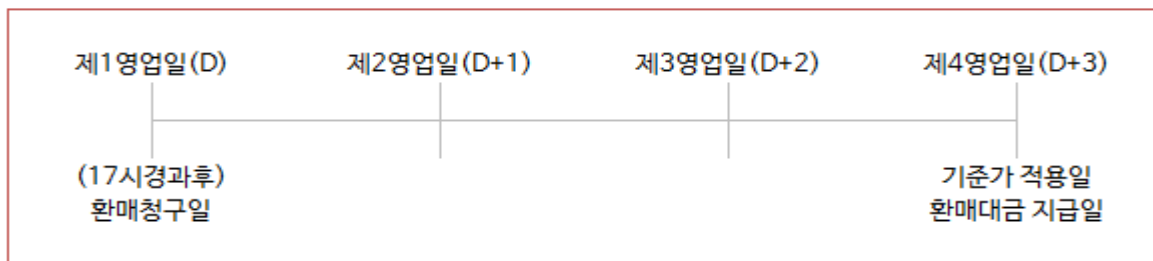 제1영업일(D) 제2영업일(D+1) 제3영업일(D+2) 제4영업일(D+3)
(17시경과후) 기준가 적용일
환매청구일 환매대금 지급일